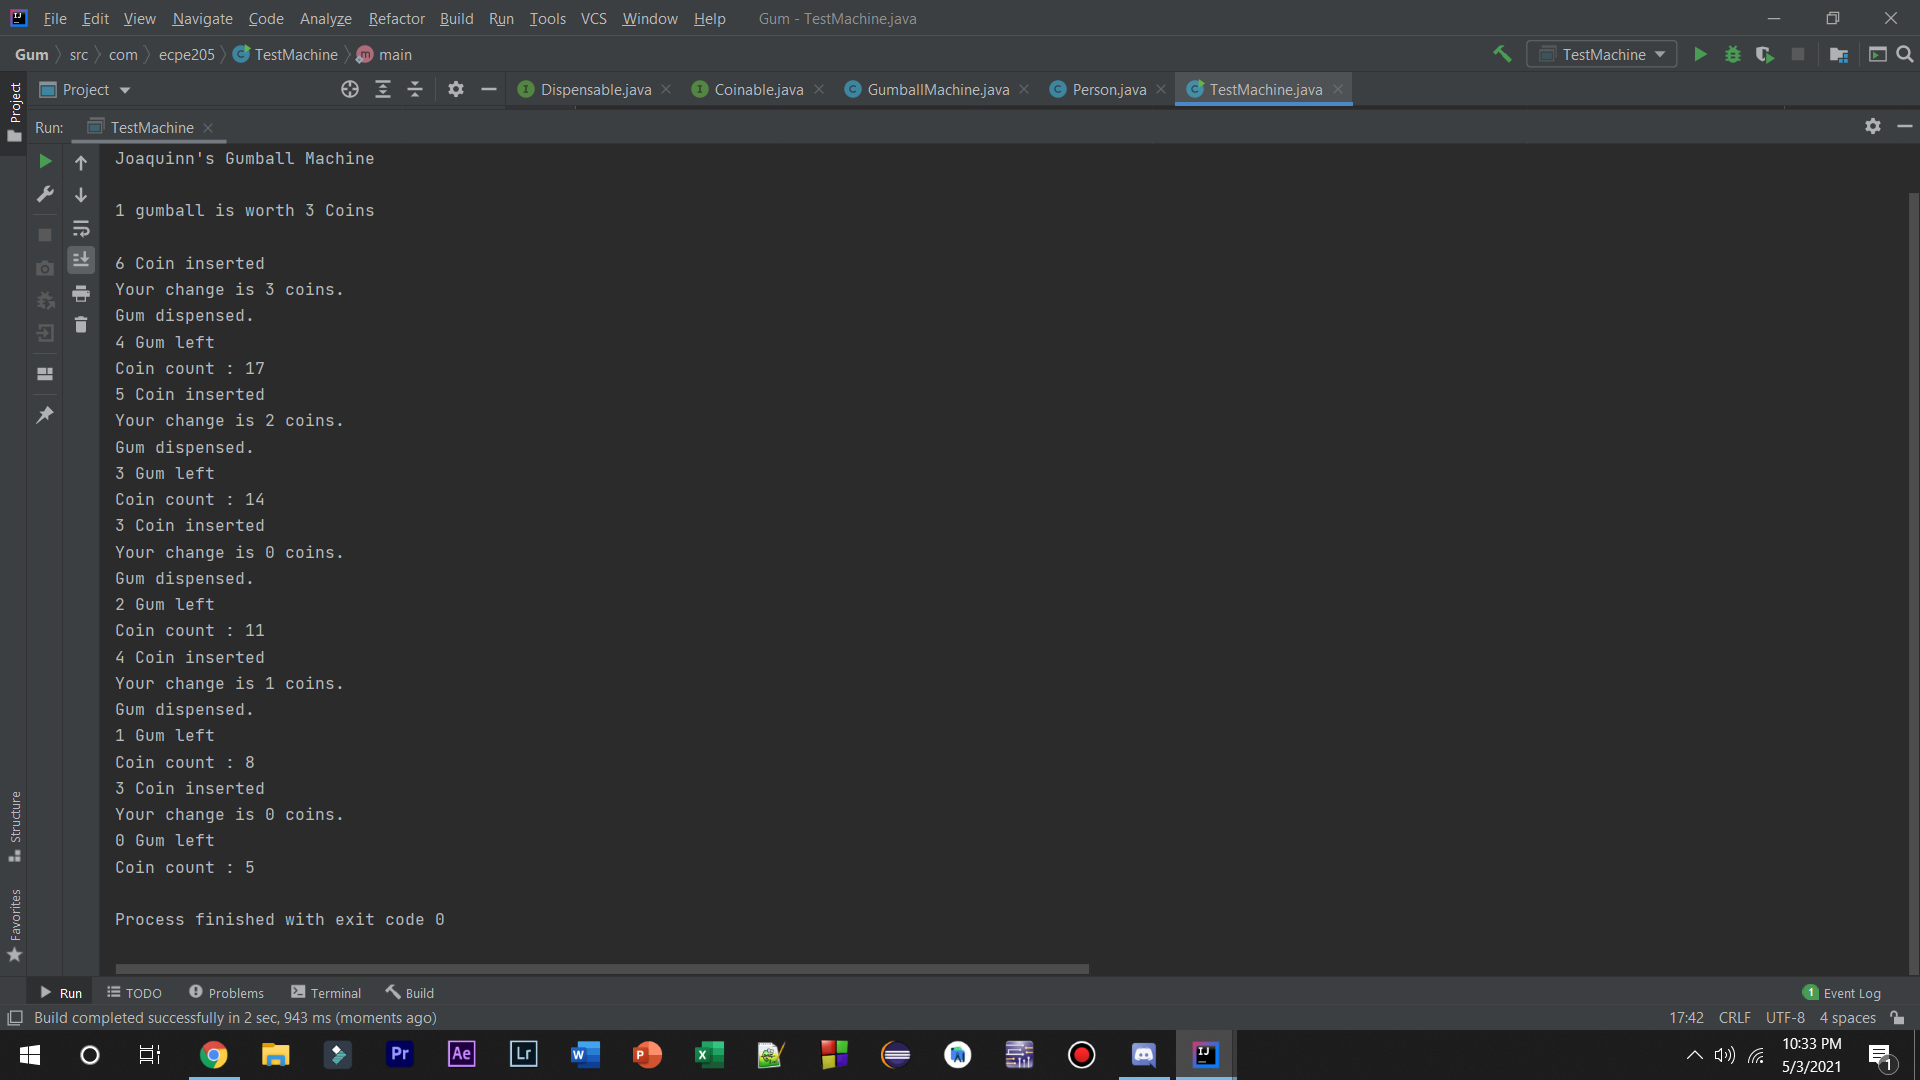 File Edit View Navigate Code Analyze Refactor Build Run Tools VCS Window Help Gum - TestMachine.java
Gum src com ecpe205 TestMachine main TestMachine
Project Dispensable.java Coinable.java GumballMachine.java Person.java TestMachine.java
Project
Run: TestMachine
Joaquinn's Gumball Machine
1 gumball is worth 3 Coins
6 Coin inserted
Your change is 3 coins.
Gum dispensed.
4 Gum left
Coin count : 17
5 Coin inserted
Your change is 2 coins.
Gum dispensed.
3 Gum left
Coin count : 14
3 Coin inserted
Your change is 0 coins.
Gum dispensed.
2 Gum left
Coin count : 11
4 Coin inserted
Your change is 1 coins.
Gum dispensed.
1 Gum left
Coin count : 8
3 Coin inserted
Your change is 0 coins.
0 Gum left
Coin count : 5
Process finished with exit code 0
Structure
Favorites
Run TODO Problems Terminal Build 1 Event Log
Build completed successfully in 2 sec, 943 ms (moments ago) 17:42 CRLF UTF-8 4 spaces
Pr Ae Lr W P X IJ
10:33 PM
5/3/2021
1